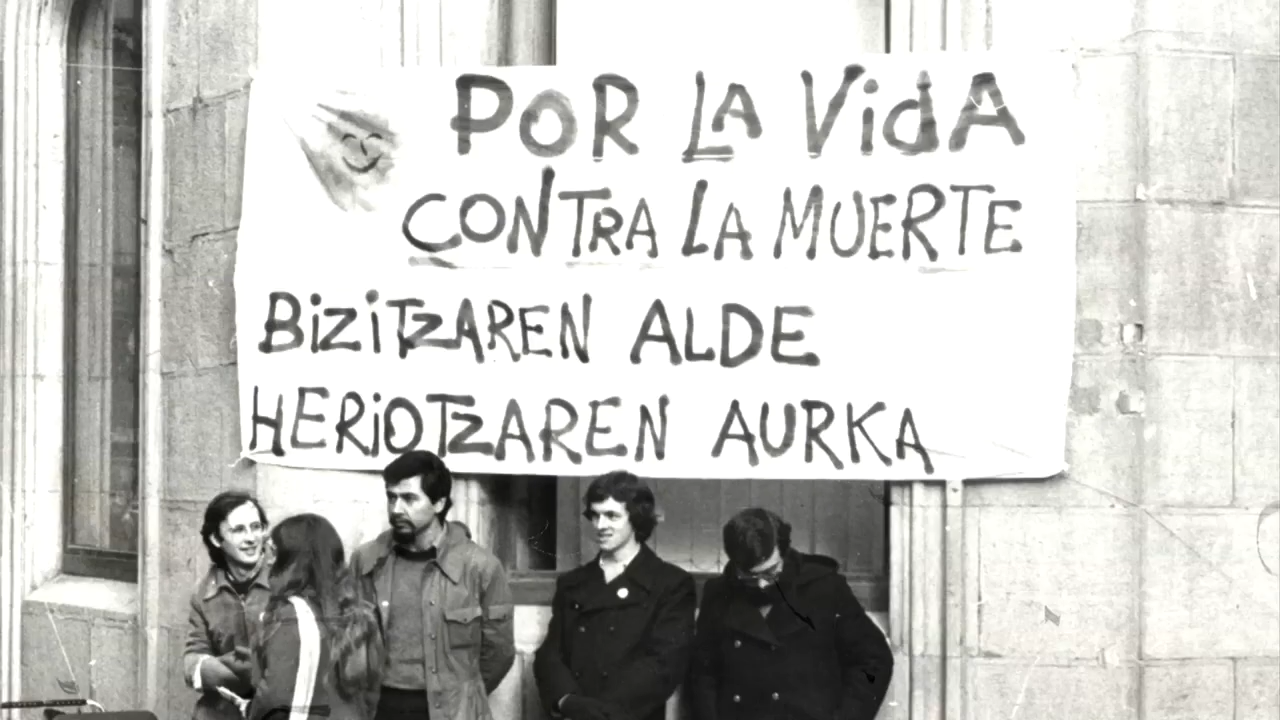 POR LA VidA
CONTRA LA MUERTE
BiZiTZAREN ALDE
HERiOTZAREN AURKA